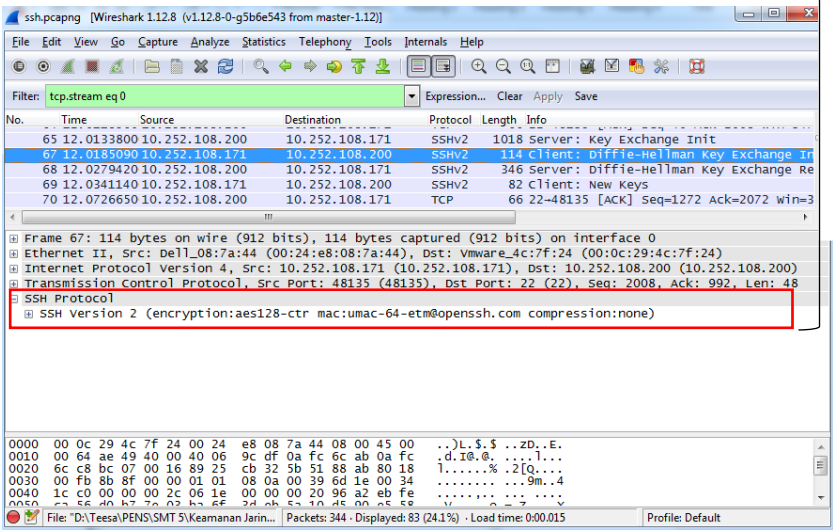 ssh.pcapng [Wireshark 1.12.8 (v1.12.8-0-g5b6e543 from master-1.12)]
File Edit View Go Capture Analyze Statistics Telephony Tools Internals Help
Filter: tcp.stream eq 0 Expression... Clear Apply Save
No. Time Source Destination Protocol Length Info
65 12.0133800 10.252.108.200 10.252.108.171 SSHv2 1018 Server: Key Exchange Init
67 12.0185090 10.252.108.171 10.252.108.200 SSHv2 114 Client: Diffie-Hellman Key Exchange In
68 12.0279420 10.252.108.200 10.252.108.171 SSHv2 346 Server: Diffie-Hellman Key Exchange Re
69 12.0341140 10.252.108.171 10.252.108.200 SSHv2 82 Client: New Keys
70 12.0726650 10.252.108.200 10.252.108.171 TCP 66 22→48135 [ACK] Seq=1272 Ack=2072 Win=3
Frame 67: 114 bytes on wire (912 bits), 114 bytes captured (912 bits) on interface 0
Ethernet II, Src: Dell_08:7a:44 (00:24:e8:08:7a:44), Dst: Vmware_4c:7f:24 (00:0c:29:4c:7f:24)
Internet Protocol Version 4, Src: 10.252.108.171 (10.252.108.171), Dst: 10.252.108.200 (10.252.108.200)
Transmission Control Protocol, Src Port: 48135 (48135), Dst Port: 22 (22), Seq: 2008, Ack: 992, Len: 48
SSH Protocol
SSH Version 2 (encryption:aes128-ctr mac:umac-64-etm@openssh.com compression:none)
0000 00 0c 29 4c 7f 24 00 24 e8 08 7a 44 08 00 45 00 ..)L.$.$ ..zD..E.
0010 00 64 ae 49 40 00 40 06 9c df 0a fc 6c ab 0a fc .d.I@.@. ....l...
0020 6c c8 bc 07 00 16 89 25 cb 32 5b 51 88 ab 80 18 l......% .2[Q....
0030 00 fb 8b 8f 00 00 01 01 08 0a 00 39 6d 1e 00 34 ........ ...9m..4
0040 1c c0 00 00 00 2c 06 1e 00 00 00 20 96 a2 eb fe .....,.. ... ....
File: "D:\Teesa\PENS\SMT 5\Keamanan Jarin... Packets: 344 · Displayed: 83 (24.1%) · Load time: 0:00.015 Profile: Default